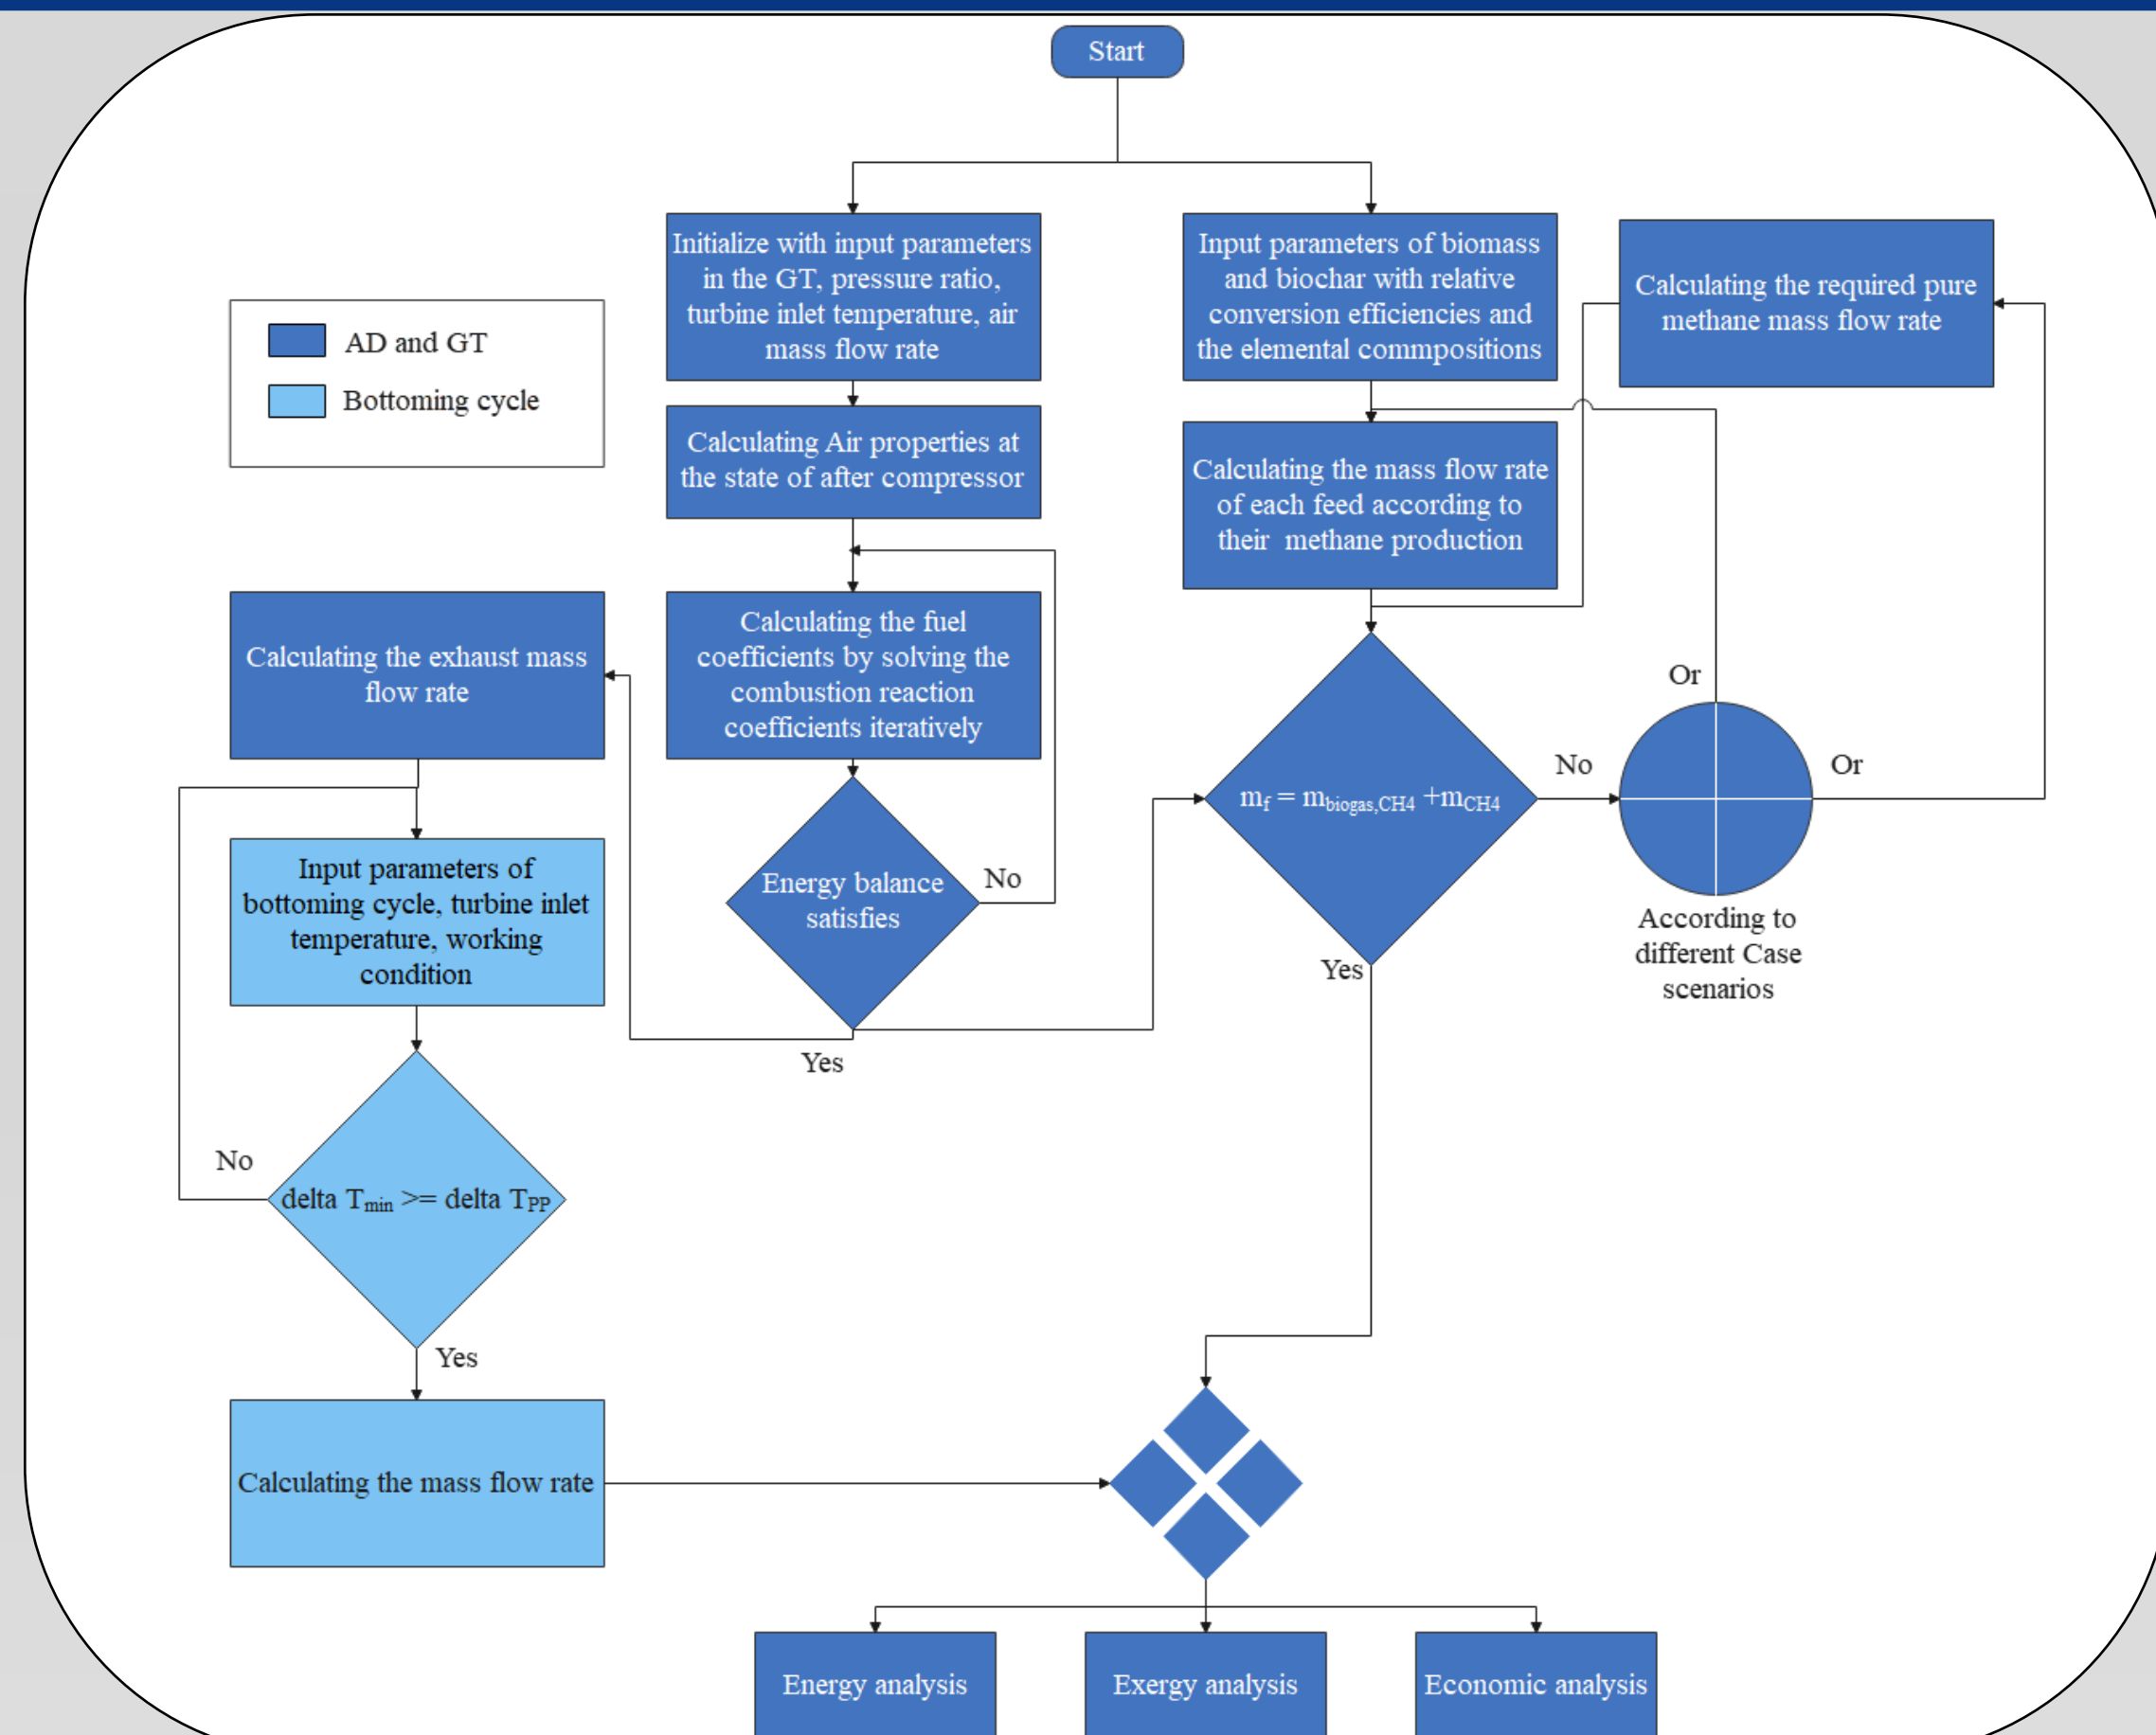 Start
Initialize with input parameters
in the GT, pressure ratio,
turbine inlet temperature, air
mass flow rate
Input parameters of biomass
and biochar with relative
conversion efficiencies and
the elemental commpositions
Calculating the required pure
methane mass flow rate
AD and GT
Bottoming cycle
Calculating Air properties at
the state of after compressor
Calculating the mass flow rate
of each feed according to
their methane production
Calculating the exhaust mass
flow rate
Calculating the fuel
coefficients by solving the
combustion reaction
coefficients iteratively
Or
No
Or
mf = mbiogas,CH4 +mCH4
Input parameters of
bottoming cycle, turbine inlet
temperature, working
condition
Energy balance
satisfies
No
According to
different Case
scenarios
Yes
Yes
No
delta Tmin >= delta TPP
Yes
Calculating the mass flow rate
Energy analysis
Exergy analysis
Economic analysis